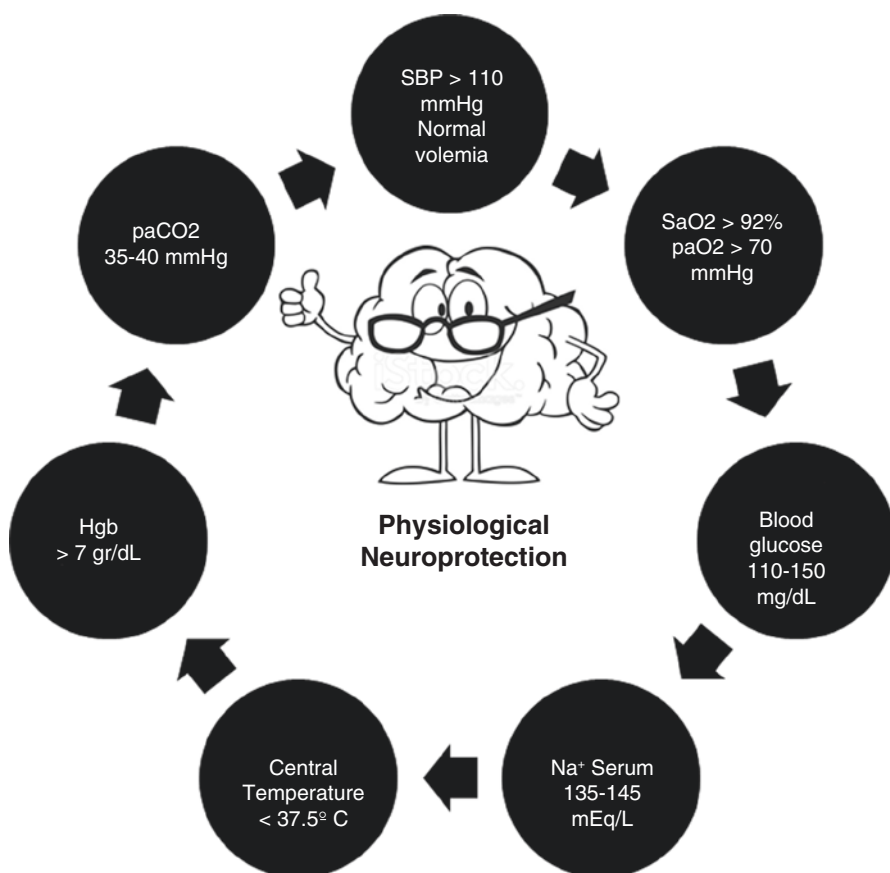 SBP > 110
mmHg
Normal
volemia
SaO2 > 92%
paO2 > 70
mmHg
Blood
glucose
110-150
mg/dL
Na⁺ Serum
135-145
mEq/L
Central
Temperature
< 37.5º C
Hgb
> 7 gr/dL
paCO2
35-40 mmHg
iStock.
Physiological
Neuroprotection